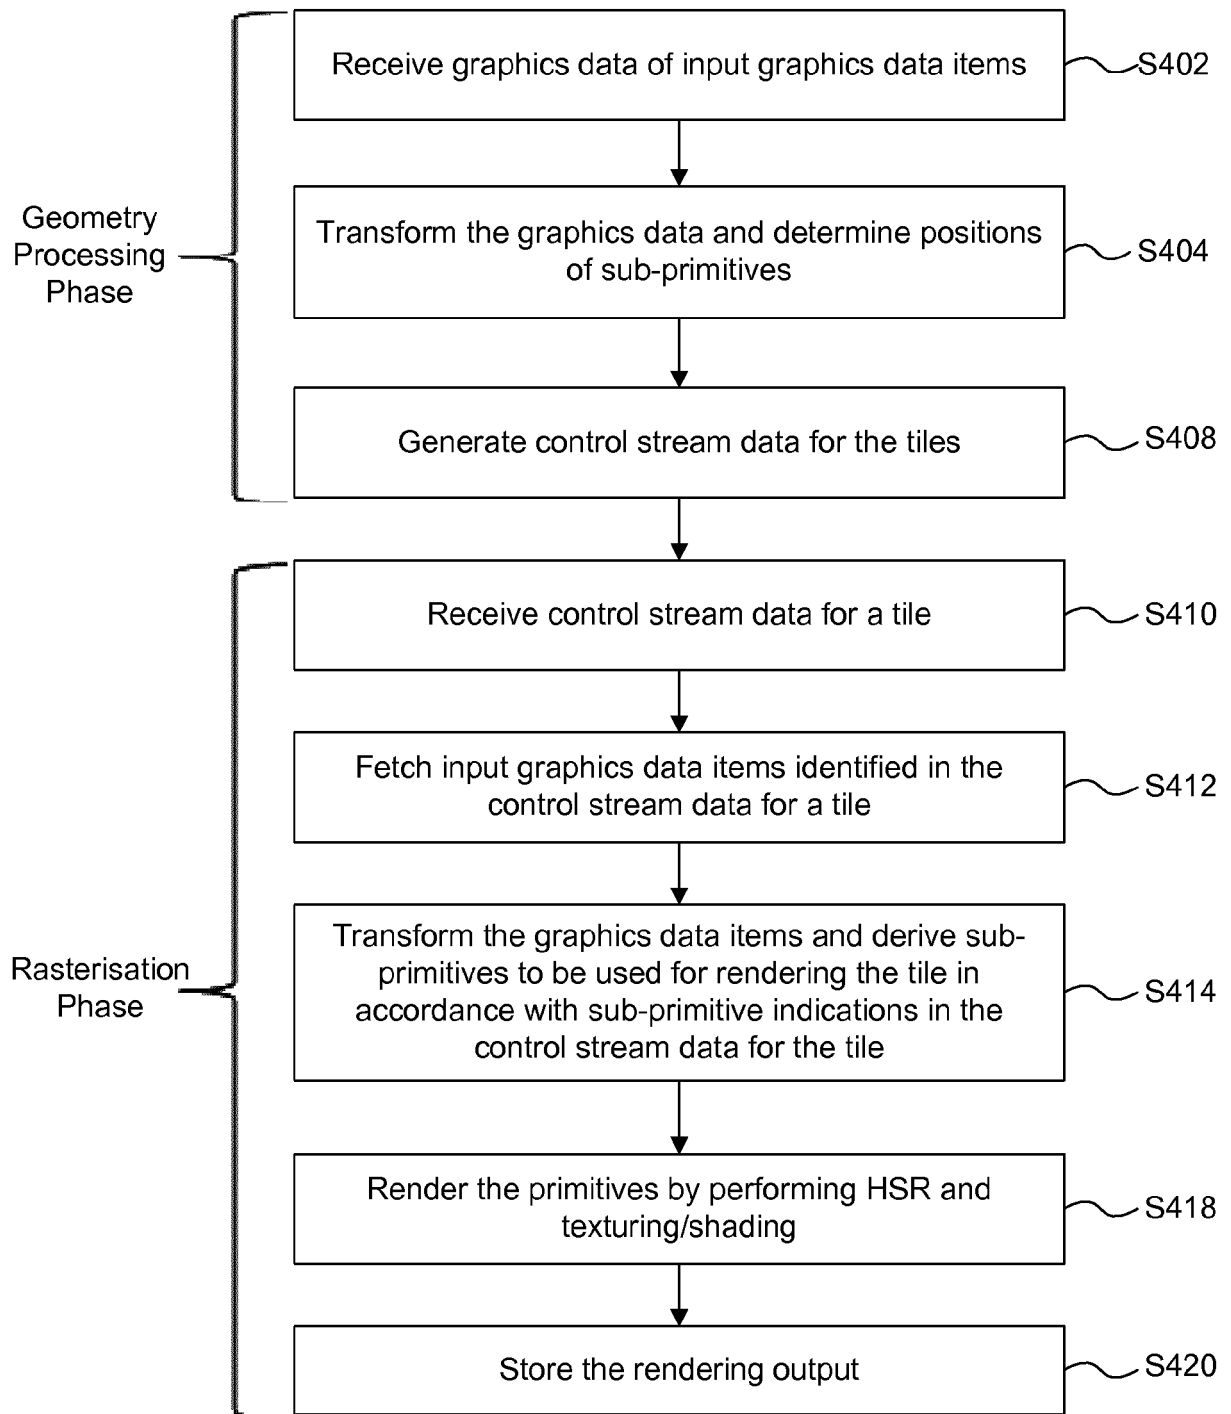 Receive graphics data of input graphics data items
S402
Geometry
Processing
Phase
Transform the graphics data and determine positions
of sub-primitives
S404
Generate control stream data for the tiles
S408
Receive control stream data for a tile
S410
Fetch input graphics data items identified in the
control stream data for a tile
S412
Rasterisation
Phase
Transform the graphics data items and derive sub-
primitives to be used for rendering the tile in
accordance with sub-primitive indications in the
control stream data for the tile
S414
Render the primitives by performing HSR and
texturing/shading
S418
Store the rendering output
S420